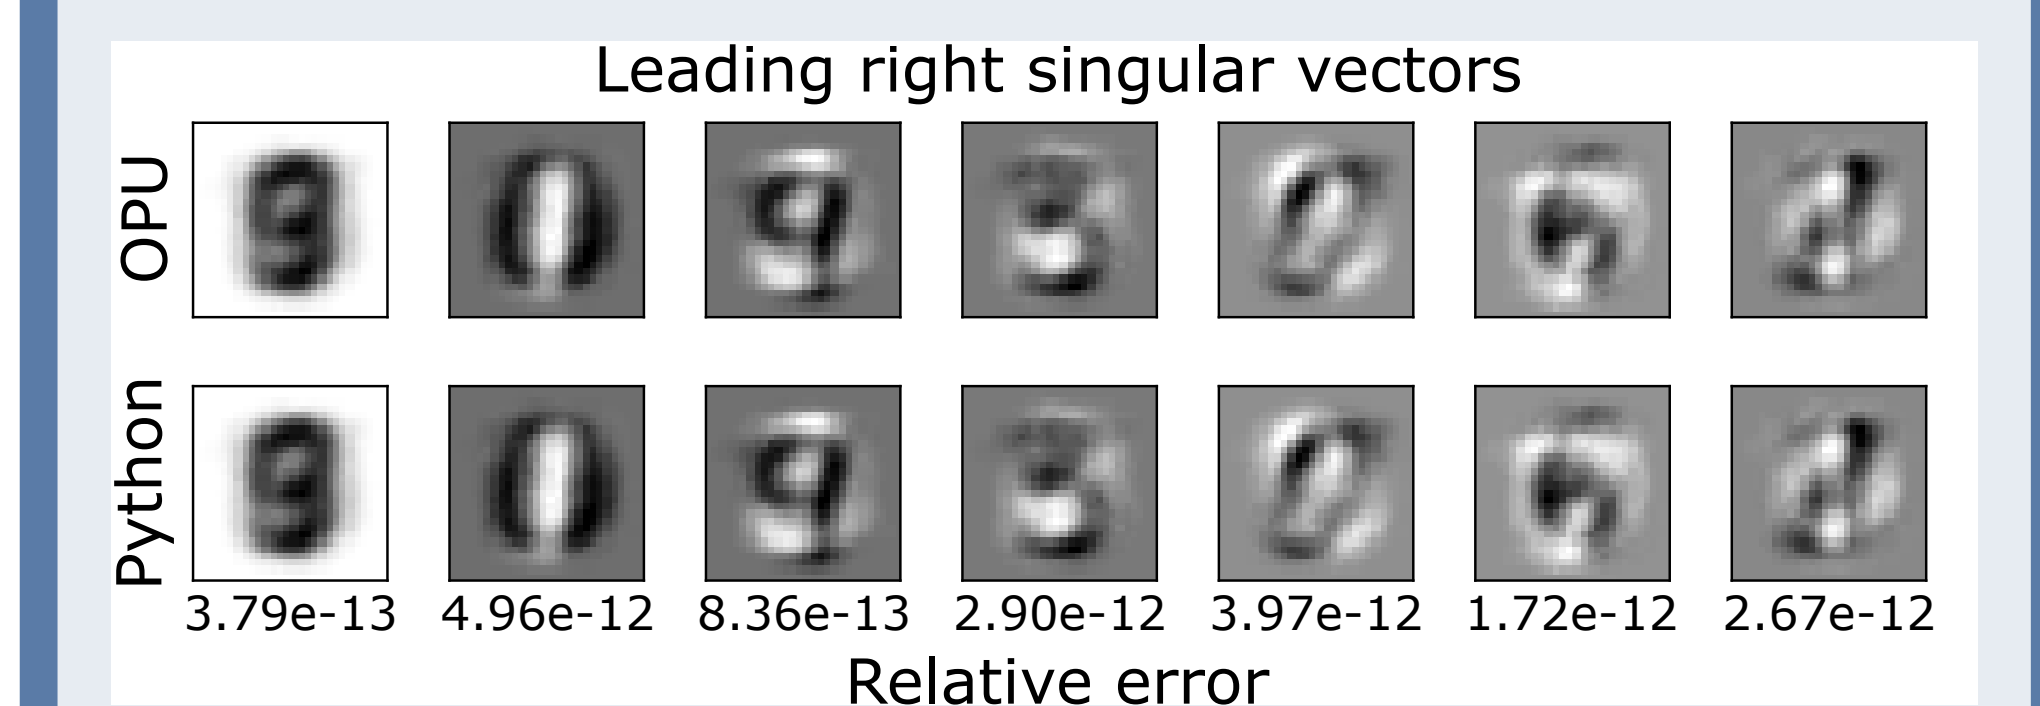 Leading right singular vectors
OPU
Python
3.79e-13 4.96e-12 8.36e-13 2.90e-12 3.97e-12 1.72e-12 2.67e-12
Relative error